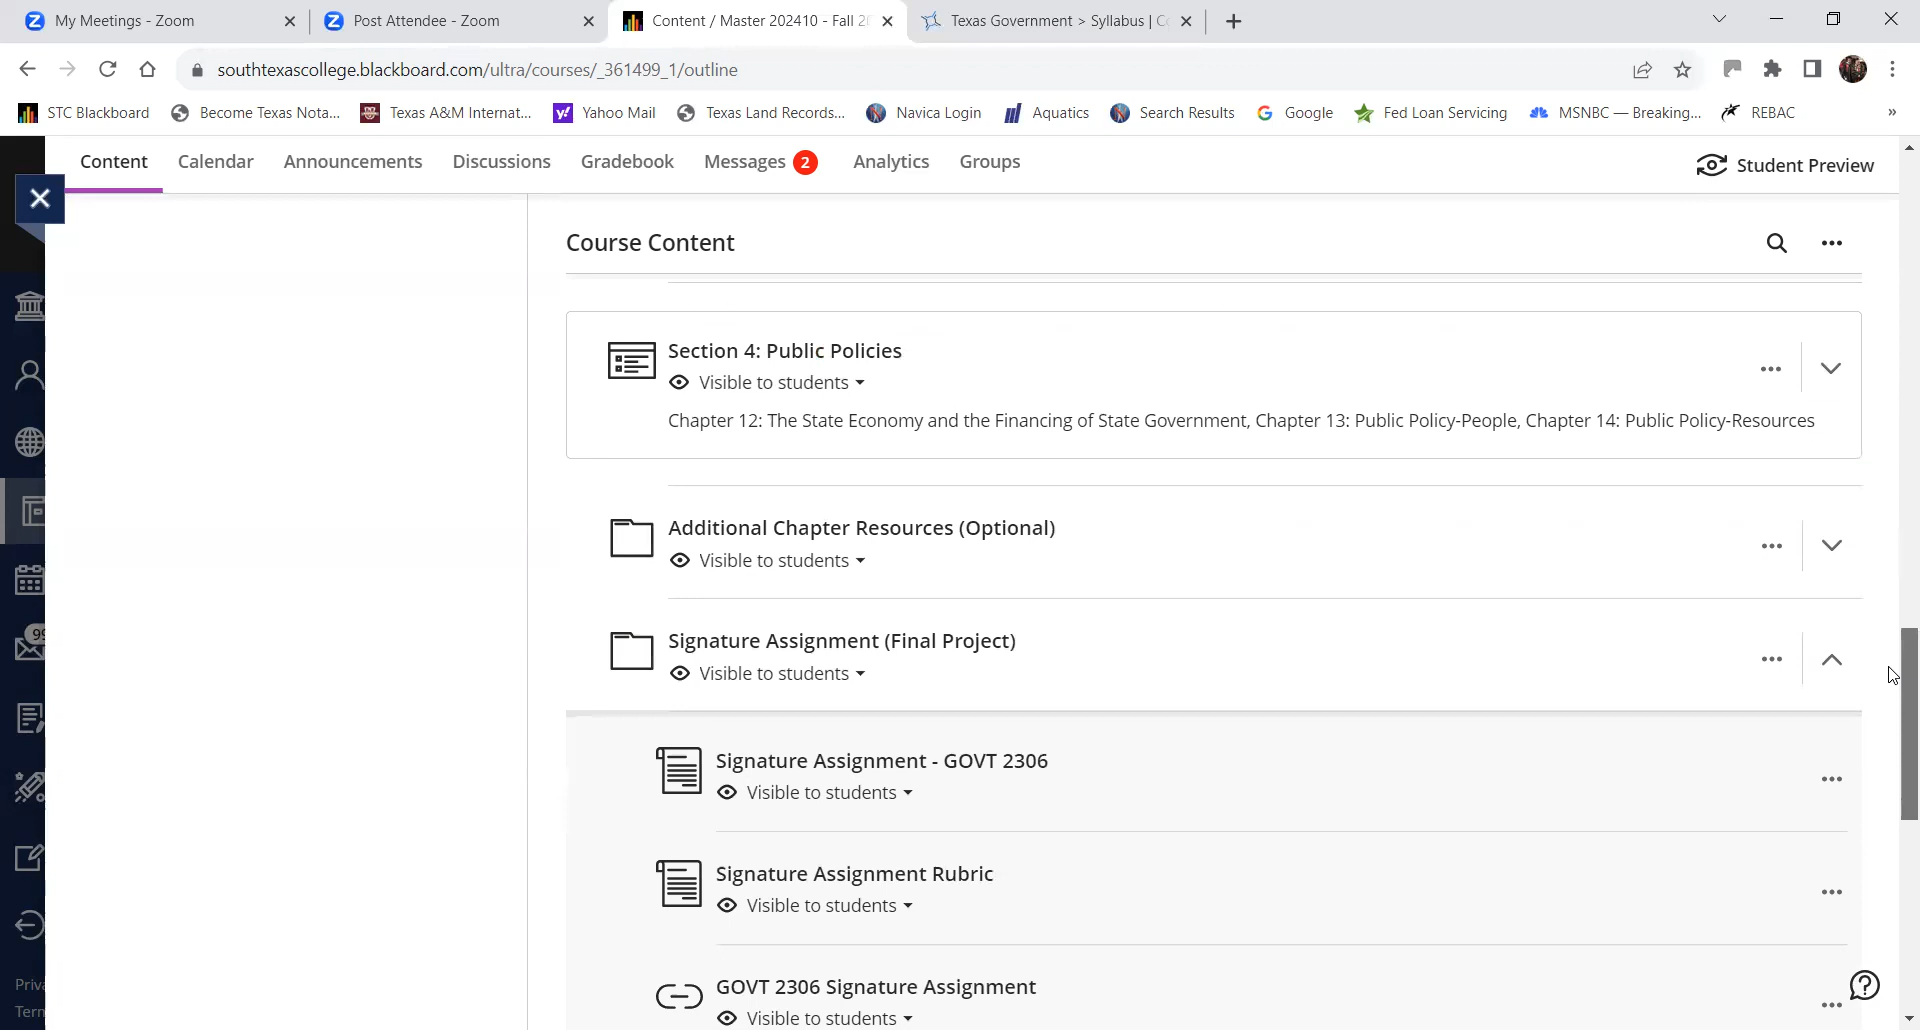 My Meetings - Zoom
Post Attendee - Zoom
Content / Master 202410 - Fall
Texas Government > Syllabus |
southtexascollege.blackboard.com/ultra/courses/_361499_1/outline
STC Blackboard
Become Texas Nota...
Texas A&M Internat...
Yahoo Mail
Texas Land Records...
Navica Login
Aquatics
Search Results
Google
Fed Loan Servicing
MSNBC — Breaking...
REBAC
»
Content
Calendar
Announcements
Discussions
Gradebook
Messages 2
Analytics
Groups
Student Preview
Course Content
Section 4: Public Policies
Visible to students
Chapter 12: The State Economy and the Financing of State Government, Chapter 13: Public Policy-People, Chapter 14: Public Policy-Resources
Additional Chapter Resources (Optional)
Visible to students
Signature Assignment (Final Project)
Visible to students
Signature Assignment - GOVT 2306
Visible to students
Signature Assignment Rubric
Visible to students
GOVT 2306 Signature Assignment
Visible to students